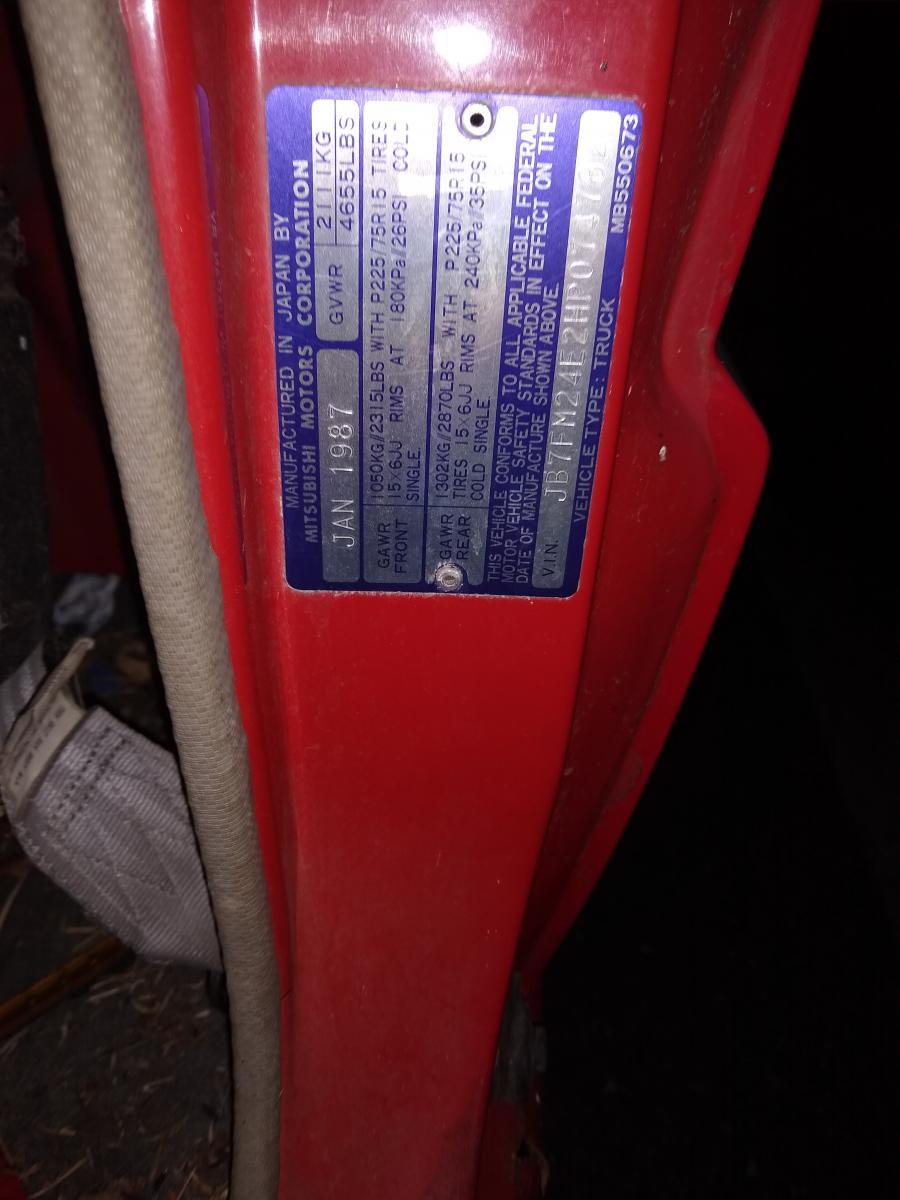 MANUFACTURED IN JAPAN BY
MITSUBISHI MOTORS CORPORATION
JAN 1987
GVWR
2111KG
4655LBS
GAWR
FRONT
1050KG/2315LBS WITH P225/75R15 TIRES
15×6JJ RIMS AT 180KPa/26PSI COLD
SINGLE
GAWR
REAR
1302KG/2870LBS WITH P225/75R15
TIRES 15×6JJ RIMS AT 240KPa/35PSI
COLD SINGLE
THIS VEHICLE CONFORMS TO ALL APPLICABLE FEDERAL
MOTOR VEHICLE SAFETY STANDARDS IN EFFECT ON THE
DATE OF MANUFACTURE SHOWN ABOVE.
V.I.N.
VEHICLE TYPE: TRUCK
MB550673